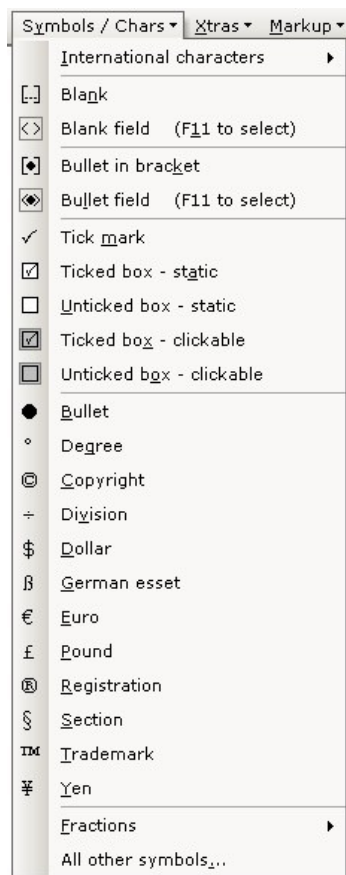 Symbols / Chars Xtras Markup
International characters
[...] Blank
<> Blank field (F11 to select)
[•] Bullet in bracket
Bullet field (F11 to select)
✓ Tick mark
Ticked box - static
Unticked box - static
Ticked box - clickable
Unticked box - clickable
● Bullet
° Degree
© Copyright
÷ Division
$ Dollar
ß German esset
€ Euro
£ Pound
® Registration
§ Section
™ Trademark
¥ Yen
Fractions
All other symbols...